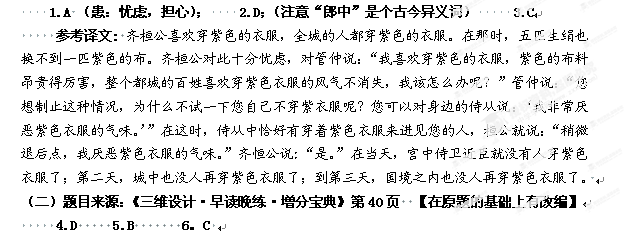 1.A（患：忧虑，担心）； 2.D；（注意“郎中”是个古今异义词） 3.C
参考译文：齐桓公喜欢穿紫色的衣服，全城的人都穿紫色的衣服。在那时，五匹生绢也
换不到一匹紫色的布。齐桓公对此十分忧虑，对管仲说：“我喜欢穿紫色的衣服，紫色的布料
昂贵得厉害，整个都城的百姓喜欢穿紫色衣服的风气不消失，我该怎么办呢？”管仲说：“您
想制止这种情况，为什么不试一下您自己不穿紫衣服呢？您可以对身边的侍从说：‘我非常厌
恶紫色衣服的气味。’”在这时，侍从中恰好有穿着紫色衣服来进见您的人，桓公就说：“稍微
退后点，我厌恶紫色衣服的气味。”齐桓公说：“是。”在当天，宫中侍卫近臣就没有人穿紫色
衣服了；第二天，城中也没人再穿紫色衣服了；到第三天，国境之内也没人再穿紫色衣服了。
（二）题目来源：《三维设计·早读晚练·增分宝典》第 40 页 【在原题的基础上有改编】
4.D 5.B 6。C